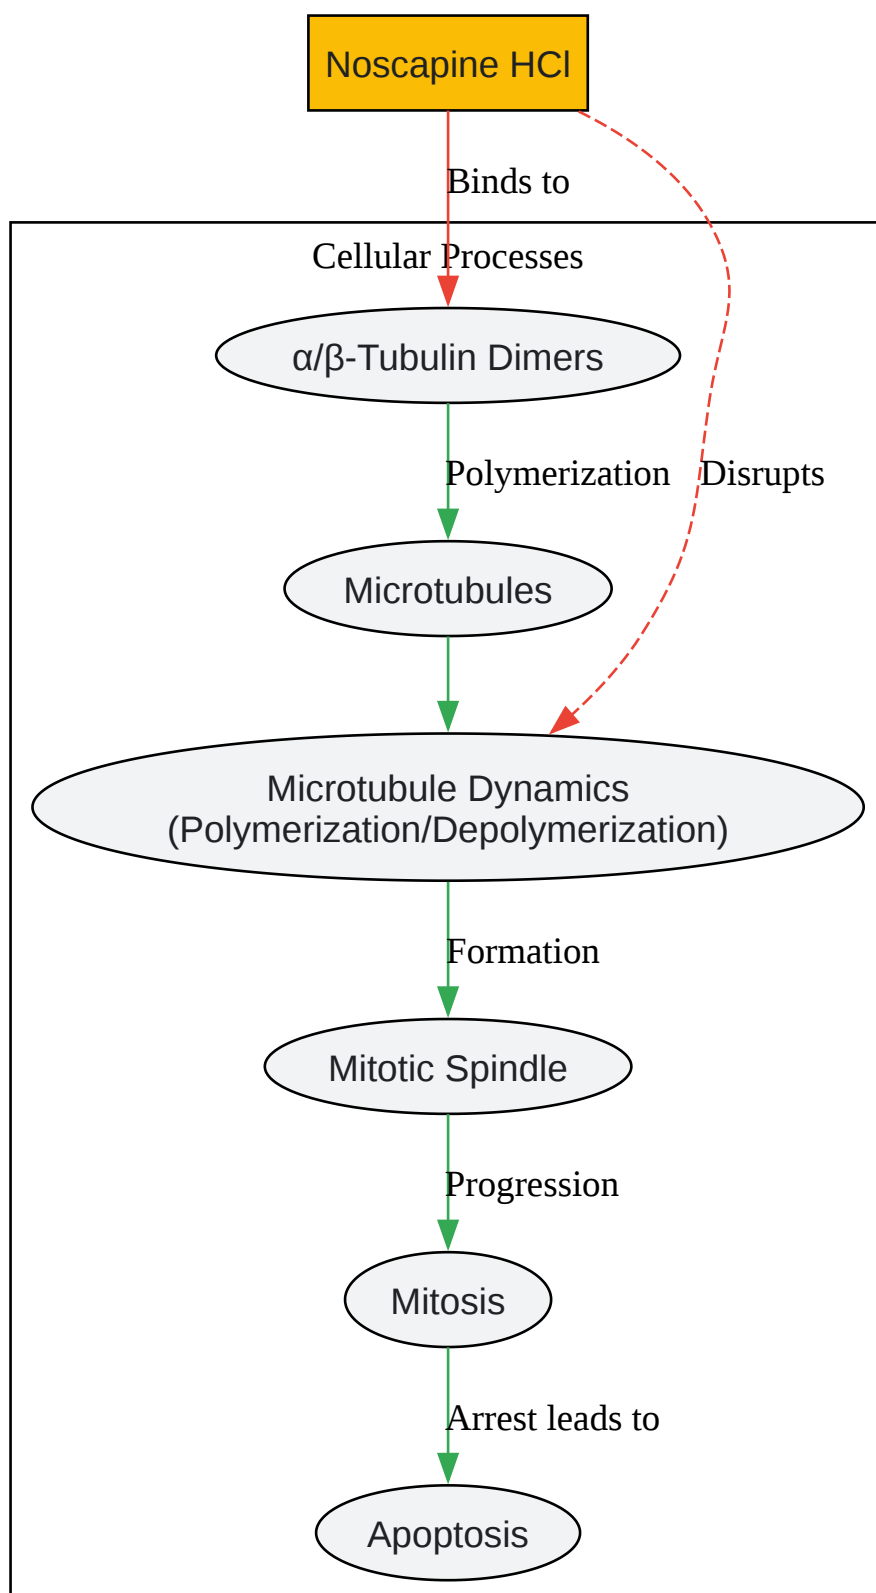 Noscapine HCl
Binds to
Cellular Processes
α/β-Tubulin Dimers
Polymerization
Disrupts
Microtubules
Microtubule Dynamics
(Polymerization/Depolymerization)
Formation
Mitotic Spindle
Progression
Mitosis
Arrest leads to
Apoptosis